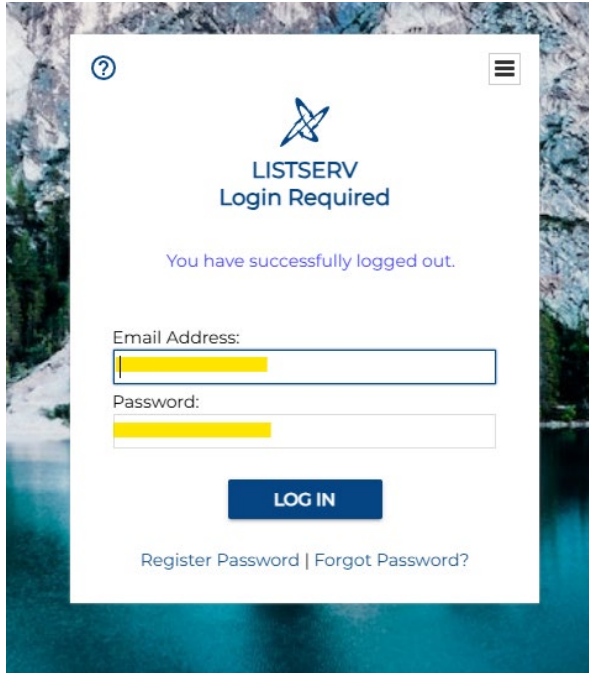 LISTSERV
Login Required
You have successfully logged out.
Email Address:
Password:
LOG IN
Register Password | Forgot Password?